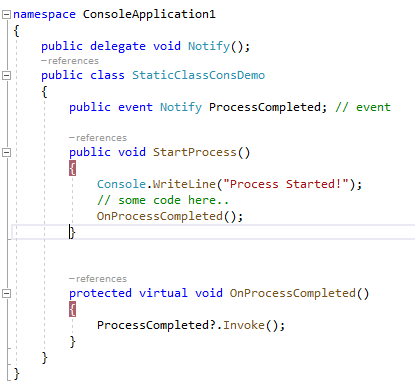 namespace ConsoleApplication1
{
public delegate void Notify();
– references
public class StaticClassConsDemo
{
public event Notify ProcessCompleted; // event
– references
public void StartProcess()
{
Console.WriteLine("Process Started!");
// some code here..
OnProcessCompleted();
}
– references
protected virtual void OnProcessCompleted()
{
ProcessCompleted?.Invoke();
}
}
}